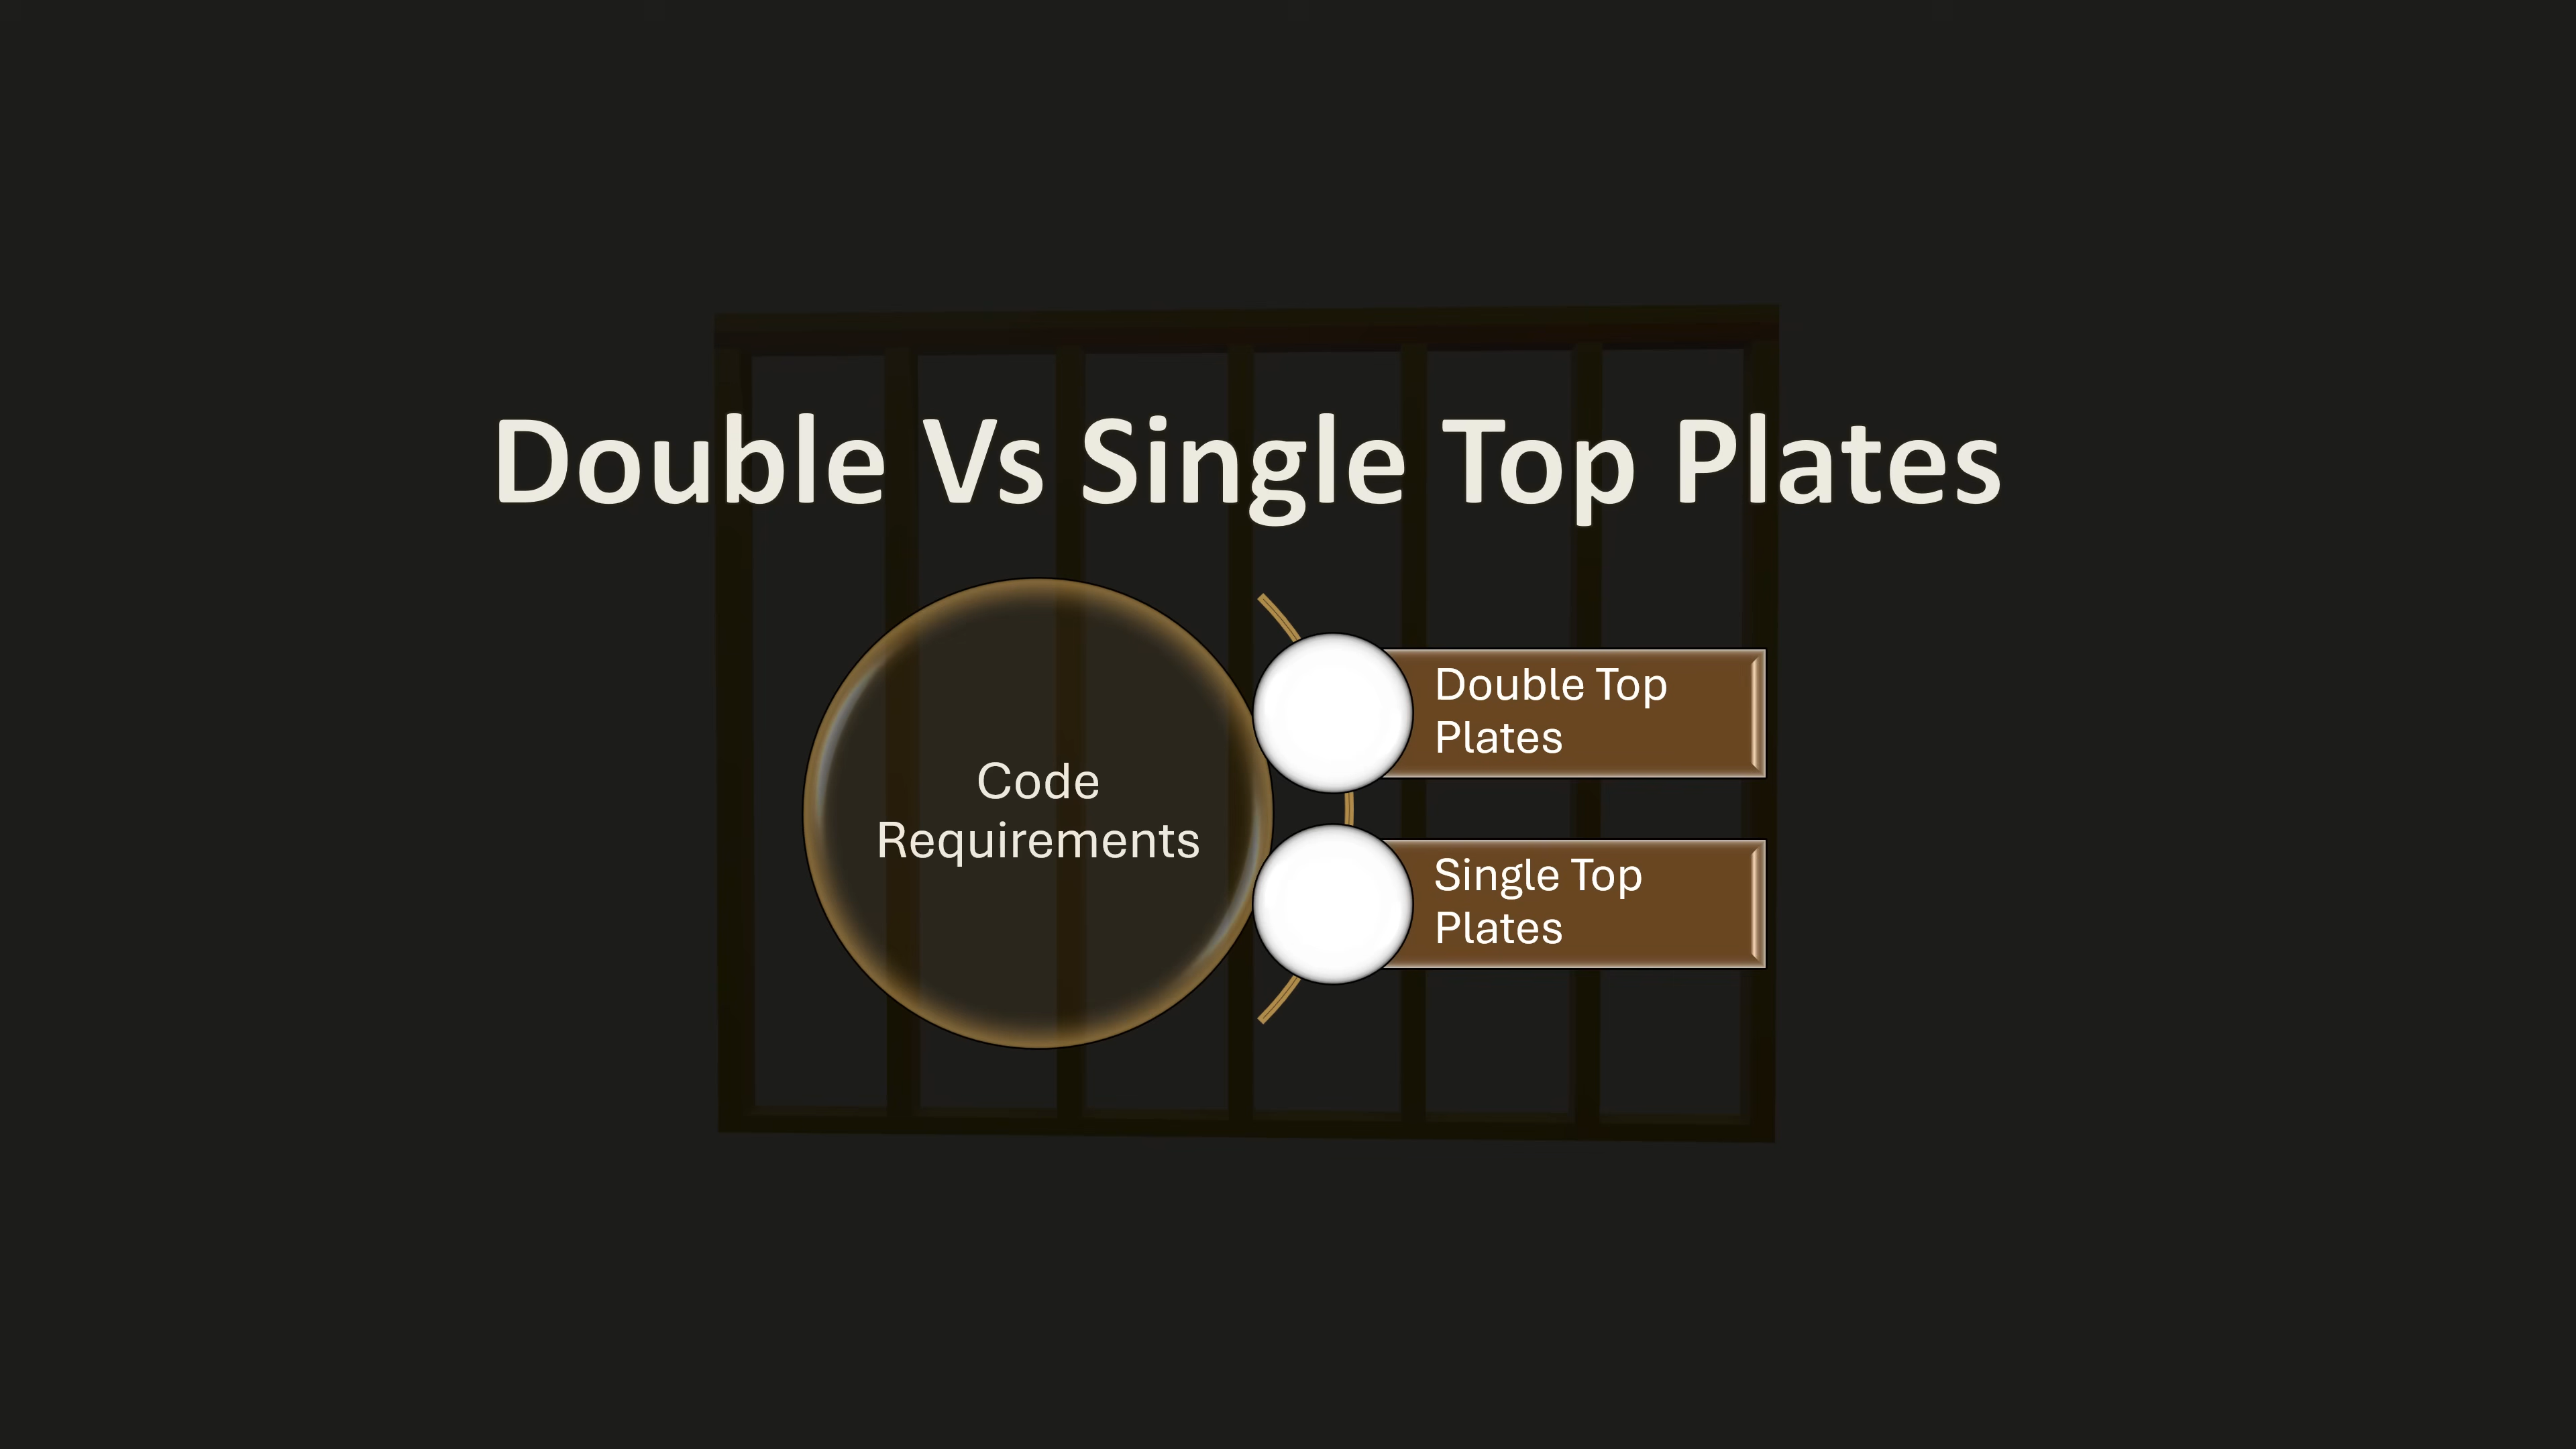 Double Vs Single Top Plates
Code
Requirements
Double Top
Plates
Single Top
Plates